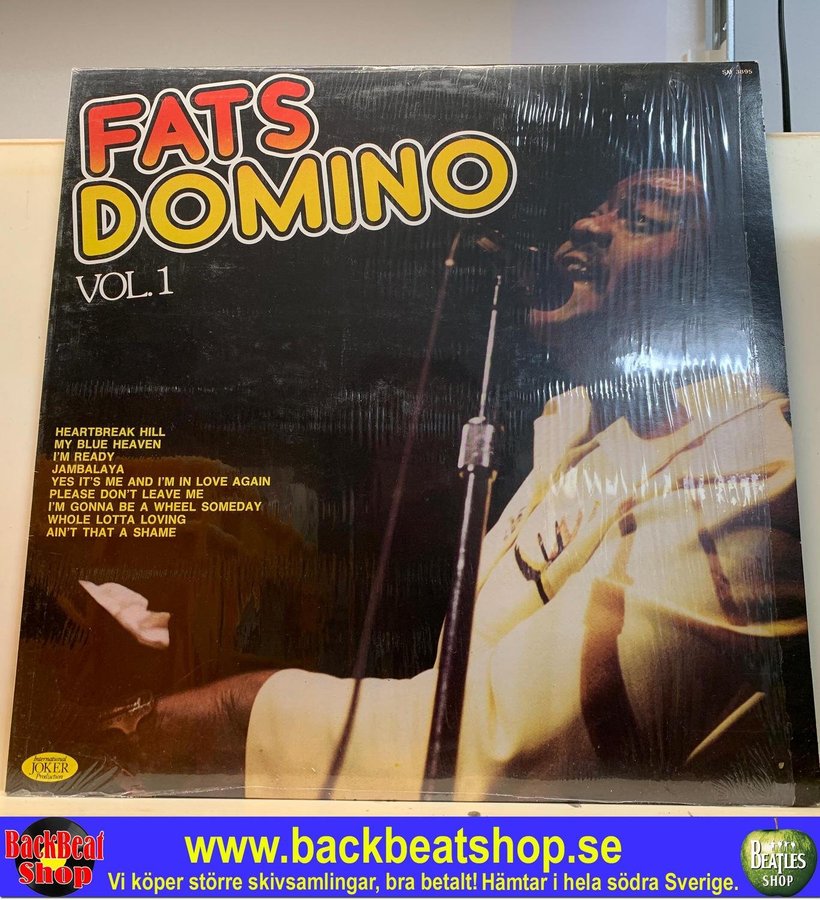 SM 3895
FATS
DOMINO
VOL.1
HEARTBREAK HILL
MY BLUE HEAVEN
I'M READY
JAMBALAYA
YES IT'S ME AND I'M IN LOVE AGAIN
PLEASE DON'T LEAVE ME
I'M GONNA BE A WHEEL SOMEDAY
WHOLE LOTTA LOVING
AIN'T THAT A SHAME
International
JOKER
Production
BackBeat
Shop
www.backbeatshop.se
Vi köper större skivsamlingar, bra betalt! Hämtar i hela södra Sverige.
BEATLES
SHOP